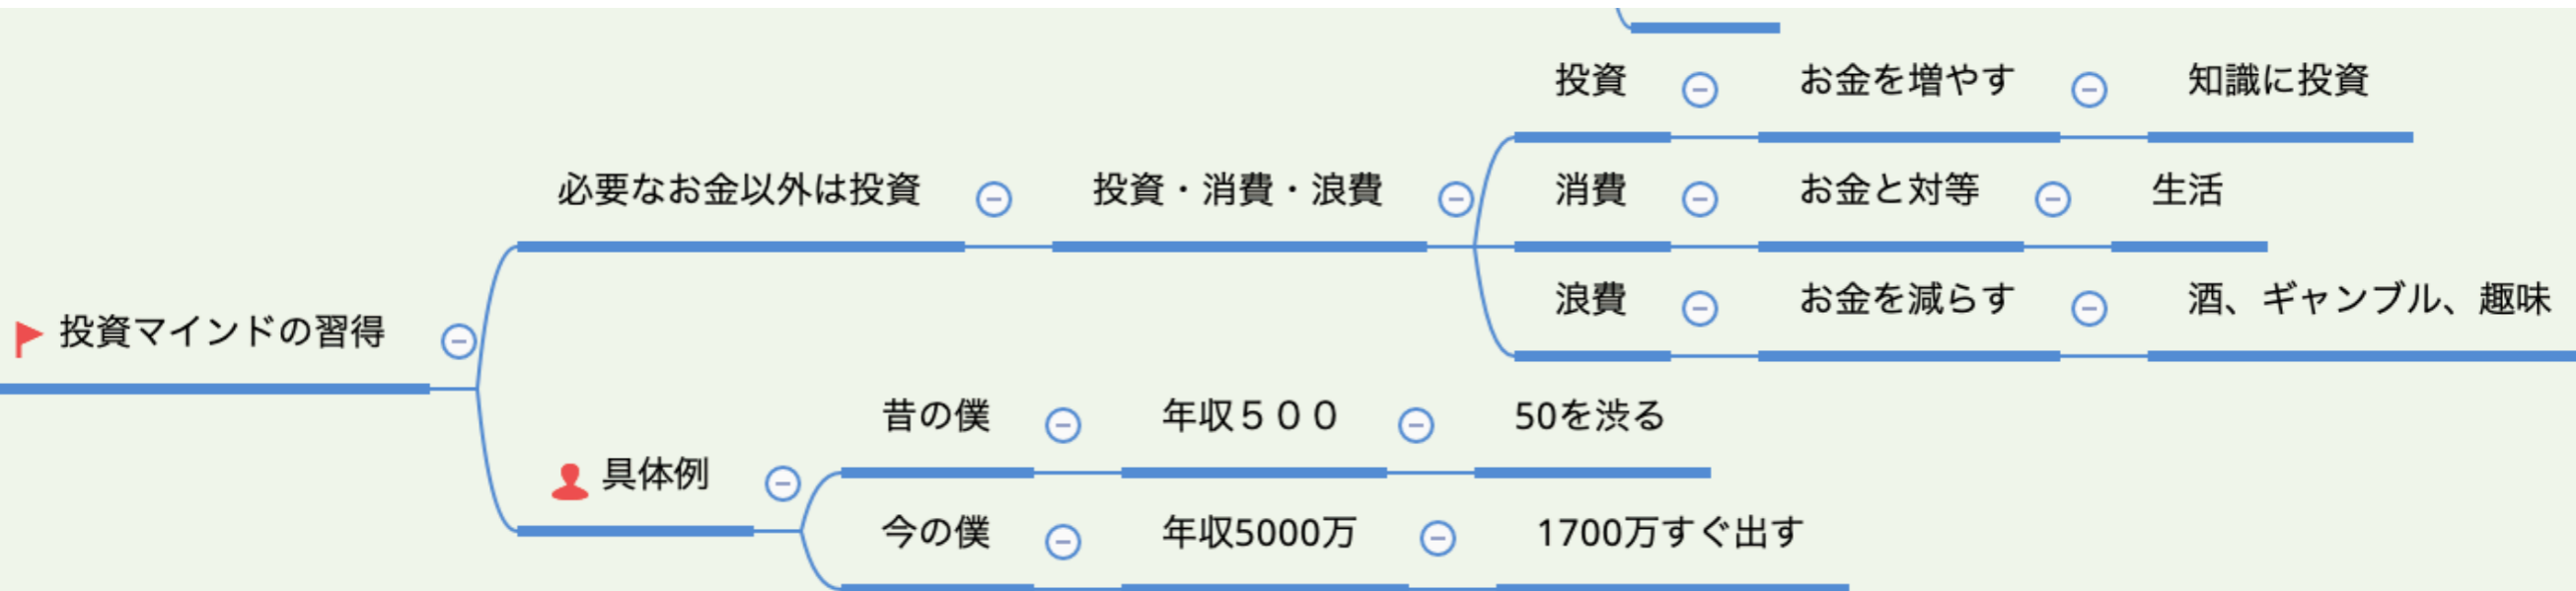 投資 お金を増やす 知識に投資
必要なお金以外は投資 投資・消費・浪費 消費 お金と対等 生活
浪費 お金を減らす 酒、ギャンブル、趣味
投資マインドの習得
昔の僕 年収５００ 50を渋る
具体例
今の僕 年収5000万 1700万すぐ出す